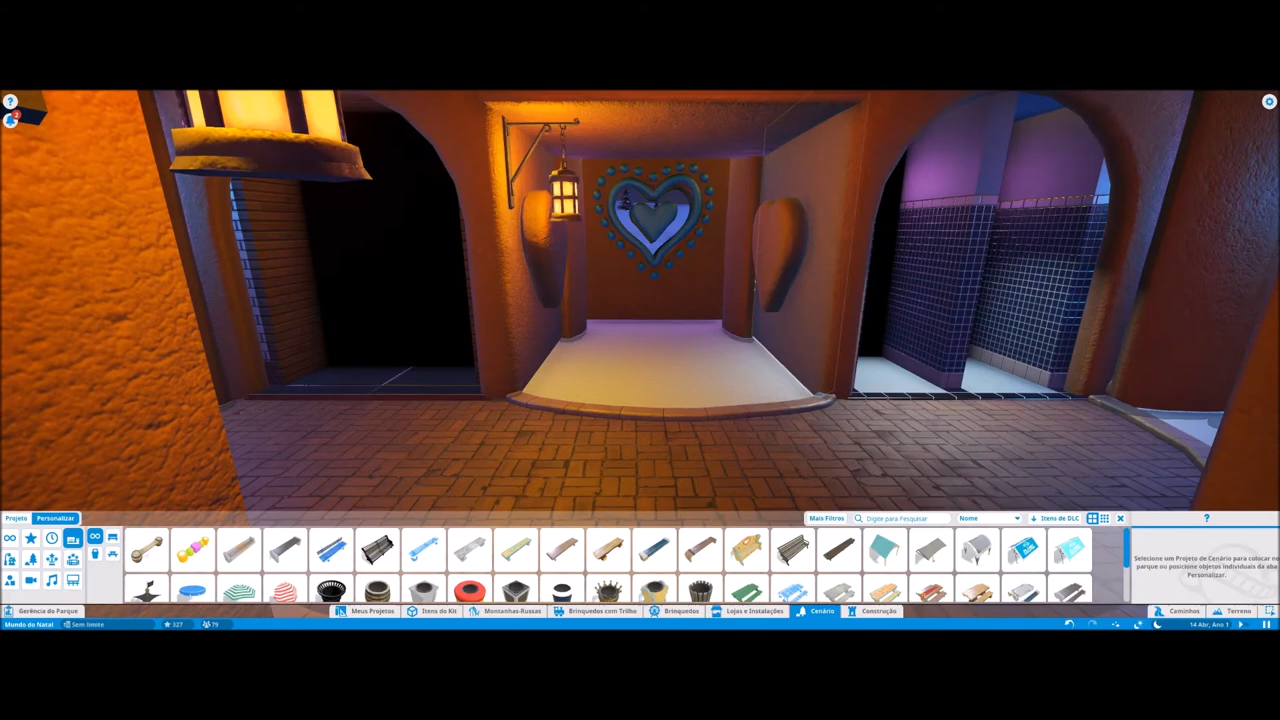 ?
2
Projeto
Personalizar
Mais Filtros
Digite para Pesquisar
Nome
Itens de DLC
?
Selecione um Projeto de Cenário para colocar no
parque ou posicione objetos individuais da aba
Personalizar.
Gerência do Parque
Meus Projetos
Itens do Kit
Montanhas-Russas
Brinquedos com Trilho
Brinquedos
Lojas e Instalações
Cenário
Construção
Caminhos
Terreno
Mundo do Natal
Sem limite
327
79
14 Abr, Ano 1